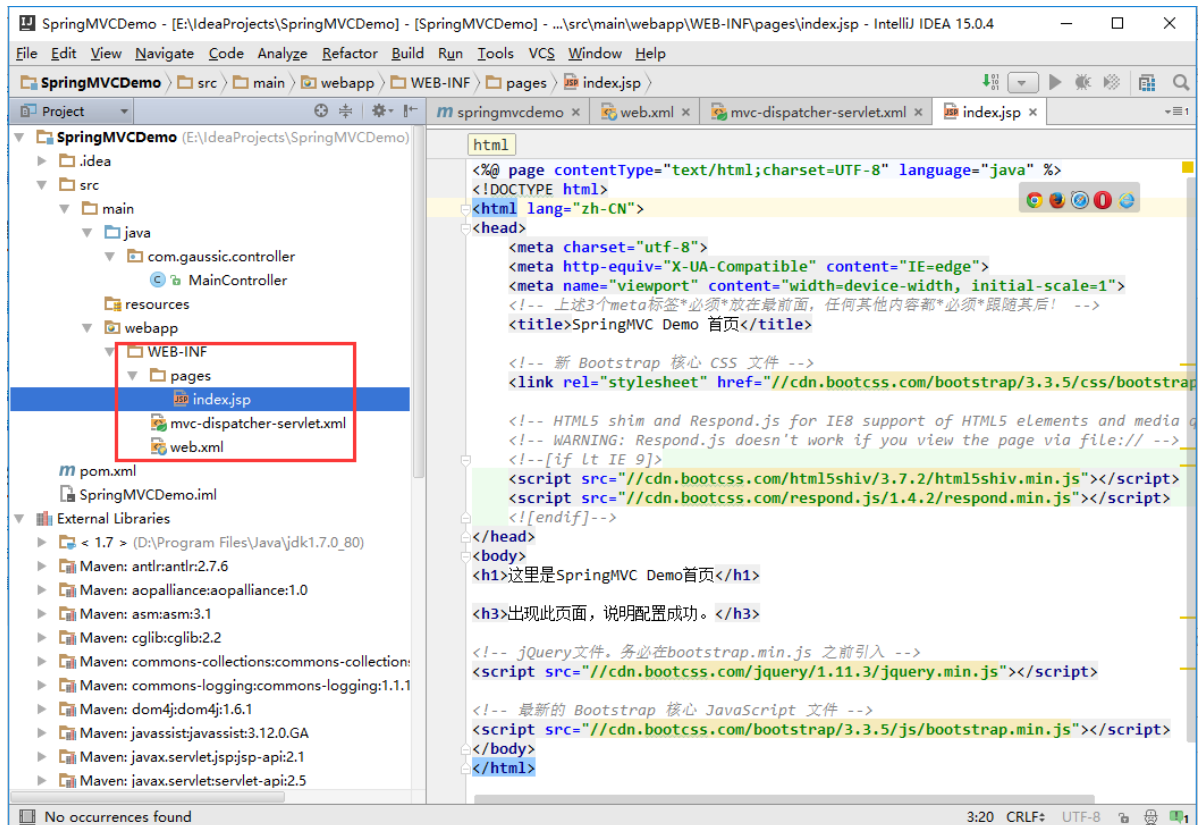 SpringMVCDemo - [E:\IdeaProjects\SpringMVCDemo] - [SpringMVCDemo] - ...\src\main\webapp\WEB-INF\pages\index.jsp - IntelliJ IDEA 15.0.4
File Edit View Navigate Code Analyze Refactor Build Run Tools VCS Window Help
SpringMVCDemo src main webapp WEB-INF pages index.jsp
Project
springmvcdemo web.xml mvc-dispatcher-servlet.xml index.jsp
SpringMVCDemo (E:\IdeaProjects\SpringMVCDemo)
.idea
src
main
java
com.gaussic.controller
MainController
resources
webapp
WEB-INF
pages
index.jsp
mvc-dispatcher-servlet.xml
web.xml
pom.xml
SpringMVCDemo.iml
External Libraries
< 1.7 > (D:\Program Files\Java\jdk1.7.0_80)
Maven: antlr:antlr:2.7.6
Maven: aopalliance:aopalliance:1.0
Maven: asm:asm:3.1
Maven: cglib:cglib:2.2
Maven: commons-collections:commons-collection
Maven: commons-logging:commons-logging:1.1.1
Maven: dom4j:dom4j:1.6.1
Maven: javassist:javassist:3.12.0.GA
Maven: javax.servlet.jsp:jsp-api:2.1
Maven: javax.servlet:servlet-api:2.5
html
<%@ page contentType="text/html;charset=UTF-8" language="java" %>
<!DOCTYPE html>
<html lang="zh-CN">
<head>
<meta charset="utf-8">
<meta http-equiv="X-UA-Compatible" content="IE=edge">
<meta name="viewport" content="width=device-width, initial-scale=1">
<!-- 上述3个meta标签*必须*放在最前面，任何其他内容都*必须*跟随其后！ -->
<title>SpringMVC Demo 首页</title>
<!-- 新 Bootstrap 核心 CSS 文件 -->
<link rel="stylesheet" href="//cdn.bootcss.com/bootstrap/3.3.5/css/bootstrap
<!-- HTML5 shim and Respond.js for IE8 support of HTML5 elements and media q
<!-- WARNING: Respond.js doesn't work if you view the page via file:// -->
<!--[if lt IE 9]>
<script src="//cdn.bootcss.com/html5shiv/3.7.2/html5shiv.min.js"></script>
<script src="//cdn.bootcss.com/respond.js/1.4.2/respond.min.js"></script>
<![endif]-->
</head>
<body>
<h1>这里是SpringMVC Demo首页</h1>
<h3>出现此页面，说明配置成功。</h3>
<!-- jQuery文件。务必在bootstrap.min.js 之前引入 -->
<script src="//cdn.bootcss.com/jquery/1.11.3/jquery.min.js"></script>
<!-- 最新的 Bootstrap 核心 JavaScript 文件 -->
<script src="//cdn.bootcss.com/bootstrap/3.3.5/js/bootstrap.min.js"></script>
</body>
</html>
No occurrences found 3:20 CRLF UTF-8 1